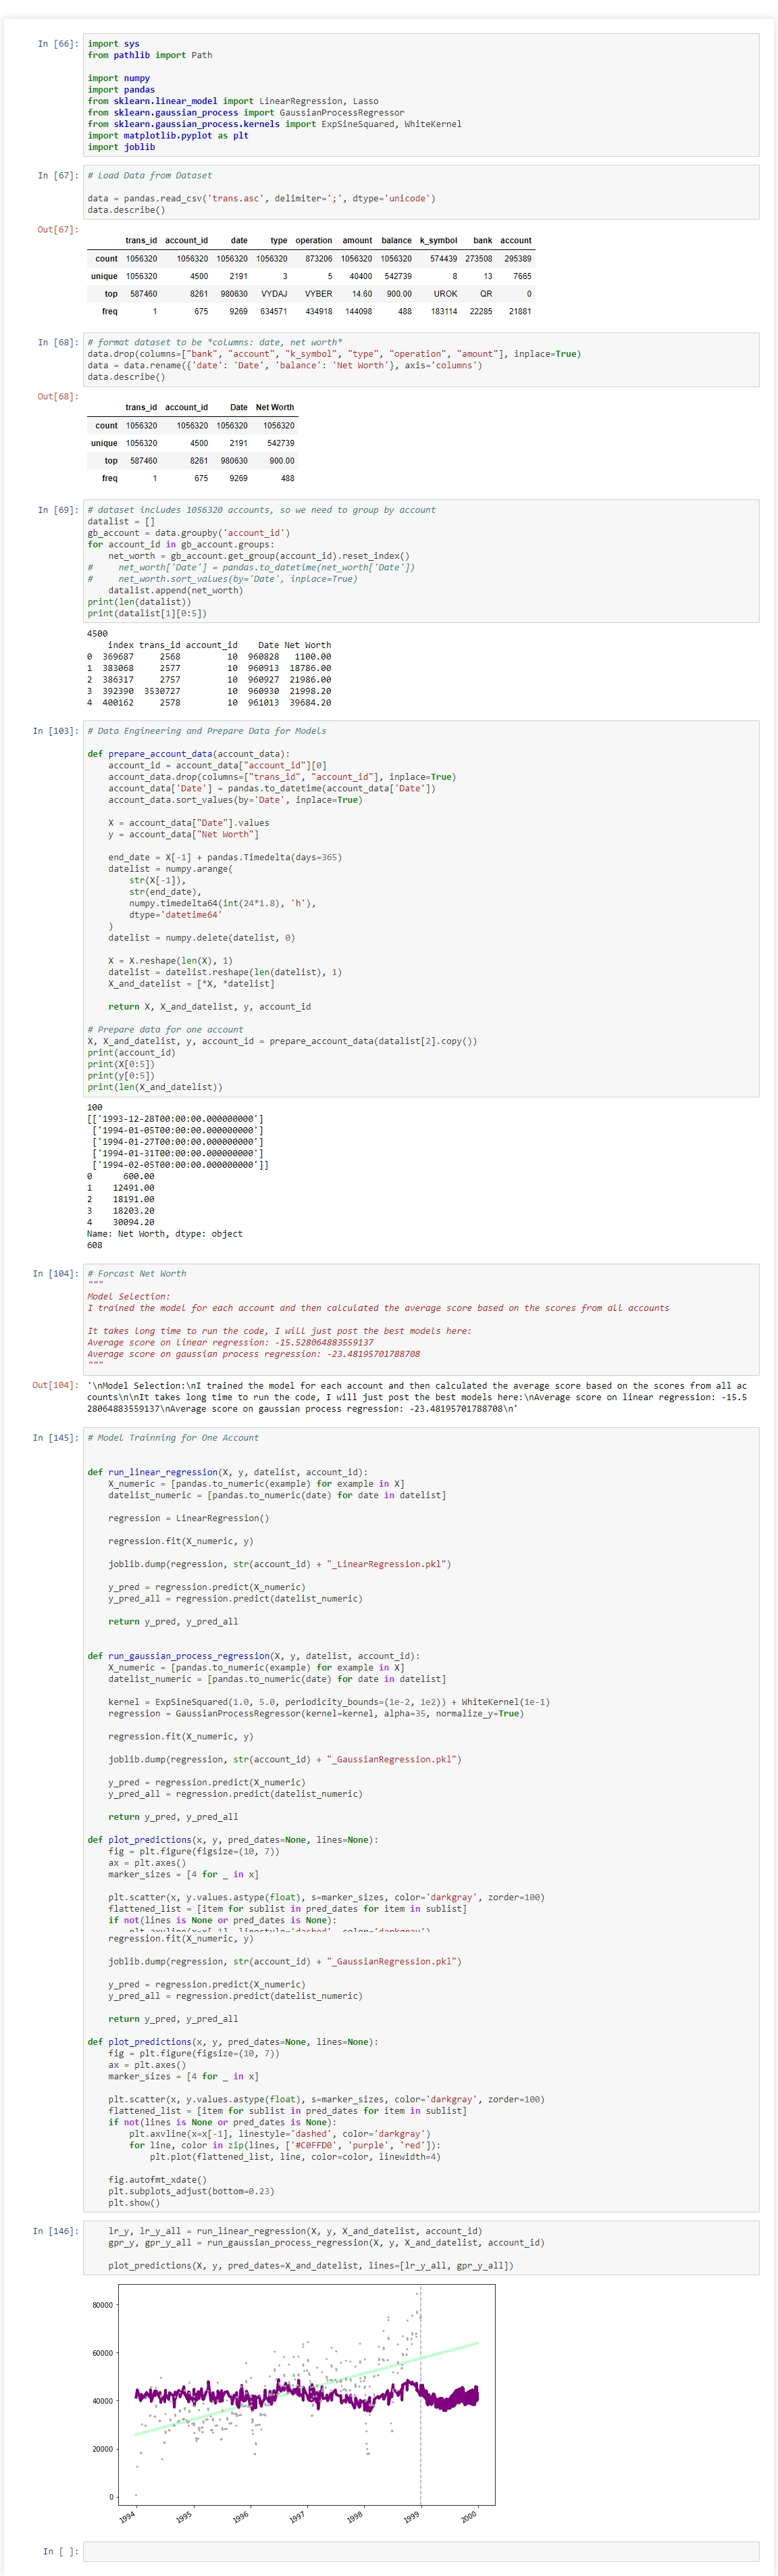 In [66]:
import sys
from pathlib import Path
import numpy
import pandas
from sklearn.linear_model import LinearRegression, Lasso
from sklearn.gaussian_process import GaussianProcessRegressor
from sklearn.gaussian_process.kernels import ExpSineSquared, WhiteKernel
import matplotlib.pyplot as plt
import joblib
In [67]:
# Load Data from Dataset
data = pandas.read_csv('trans.asc', delimiter=';', dtype='unicode')
data.describe()
Out[67]:
trans_id account_id date type operation amount balance k_symbol bank account
count 1056320 1056320 1056320 1056320 873206 1056320 1056320 574439 273508 295389
unique 1056320 4500 2191 3 5 40400 542739 8 13 7665
top 587460 8261 980630 VYDAJ VYBER 14.60 900.00 UROK QR 0
freq 1 675 9269 634571 434918 144098 488 183114 22285 21881
In [68]:
# format dataset to be *columns: date, net worth*
data.drop(columns=["bank", "account", "k_symbol", "type", "operation", "amount"], inplace=True)
data = data.rename({'date': 'Date', 'balance': 'Net Worth'}, axis='columns')
data.describe()
Out[68]:
trans_id account_id Date Net Worth
count 1056320 1056320 1056320 1056320
unique 1056320 4500 2191 542739
top 587460 8261 980630 900.00
freq 1 675 9269 488
In [69]:
# dataset includes 1056320 accounts, so we need to group by account
datalist = []
gb_account = data.groupby('account_id')
for account_id in gb_account.groups:
    net_worth = gb_account.get_group(account_id).reset_index()
#     net_worth['Date'] = pandas.to_datetime(net_worth['Date'])
#     net_worth.sort_values(by='Date', inplace=True)
    datalist.append(net_worth)
print(len(datalist))
print(datalist[1][0:5])
4500
index trans_id account_id Date Net Worth
0 369687 2568 10 960828 1100.00
1 383068 2577 10 960913 18786.00
2 386317 2757 10 960927 21986.00
3 392390 3530727 10 960930 21998.20
4 400162 2578 10 961013 39684.20
In [103]:
# Data Engineering and Prepare Data for Models
def prepare_account_data(account_data):
    account_id = account_data["account_id"][0]
    account_data.drop(columns=["trans_id", "account_id"], inplace=True)
    account_data['Date'] = pandas.to_datetime(account_data['Date'])
    account_data.sort_values(by='Date', inplace=True)
    X = account_data["Date"].values
    y = account_data["Net Worth"]
    end_date = X[-1] + pandas.Timedelta(days=365)
    datelist = numpy.arange(
        str(X[-1]),
        str(end_date),
        numpy.timedelta64(int(24*1.8), 'h'),
        dtype='datetime64'
    )
    datelist = numpy.delete(datelist, 0)
    X = X.reshape(len(X), 1)
    datelist = datelist.reshape(len(datelist), 1)
    X_and_datelist = [*X, *datelist]
    return X, X_and_datelist, y, account_id
# Prepare data for one account
X, X_and_datelist, y, account_id = prepare_account_data(datalist[2].copy())
print(account_id)
print(X[0:5])
print(y[0:5])
print(len(X_and_datelist))
100
[['1993-12-28T00:00:00.000000000']
 ['1994-01-05T00:00:00.000000000']
 ['1994-01-27T00:00:00.000000000']
 ['1994-01-31T00:00:00.000000000']
 ['1994-02-05T00:00:00.000000000']]
0 600.00
1 12491.00
2 18191.00
3 18203.20
4 30094.20
Name: Net Worth, dtype: object
608
In [104]:
# Forcast Net Worth
"""
Model Selection:
I trained the model for each account and then calculated the average score based on the scores from all accounts
It takes long time to run the code, I will just post the best models here:
Average score on linear regression: -15.528064883559137
Average score on gaussian process regression: -23.48195701788708
"""
Out[104]:
'\nModel Selection:\nI trained the model for each account and then calculated the average score based on the scores from all ac
counts\n\nIt takes long time to run the code, I will just post the best models here:\nAverage score on linear regression: -15.5
28064883559137\nAverage score on gaussian process regression: -23.48195701788708\n'
In [145]:
# Model Trainning for One Account
def run_linear_regression(X, y, datelist, account_id):
    X_numeric = [pandas.to_numeric(example) for example in X]
    datelist_numeric = [pandas.to_numeric(date) for date in datelist]
    regression = LinearRegression()
    regression.fit(X_numeric, y)
    joblib.dump(regression, str(account_id) + "_LinearRegression.pkl")
    y_pred = regression.predict(X_numeric)
    y_pred_all = regression.predict(datelist_numeric)
    return y_pred, y_pred_all
def run_gaussian_process_regression(X, y, datelist, account_id):
    X_numeric = [pandas.to_numeric(example) for example in X]
    datelist_numeric = [pandas.to_numeric(date) for date in datelist]
    kernel = ExpSineSquared(1.0, 5.0, periodicity_bounds=(1e-2, 1e2)) + WhiteKernel(1e-1)
    regression = GaussianProcessRegressor(kernel=kernel, alpha=35, normalize_y=True)
    regression.fit(X_numeric, y)
    joblib.dump(regression, str(account_id) + "_GaussianRegression.pkl")
    y_pred = regression.predict(X_numeric)
    y_pred_all = regression.predict(datelist_numeric)
    return y_pred, y_pred_all
def plot_predictions(x, y, pred_dates=None, lines=None):
    fig = plt.figure(figsize=(10, 7))
    ax = plt.axes()
    marker_sizes = [4 for _ in x]
    plt.scatter(x, y.values.astype(float), s=marker_sizes, color='darkgray', zorder=100)
    flattened_list = [item for sublist in pred_dates for item in sublist]
    if not(lines is None or pred_dates is None):
        plt.axvline(x=x[-1], linestyle='dashed', color='darkgray')
    regression.fit(X_numeric, y)
    joblib.dump(regression, str(account_id) + "_GaussianRegression.pkl")
    y_pred = regression.predict(X_numeric)
    y_pred_all = regression.predict(datelist_numeric)
    return y_pred, y_pred_all
def plot_predictions(x, y, pred_dates=None, lines=None):
    fig = plt.figure(figsize=(10, 7))
    ax = plt.axes()
    marker_sizes = [4 for _ in x]
    plt.scatter(x, y.values.astype(float), s=marker_sizes, color='darkgray', zorder=100)
    flattened_list = [item for sublist in pred_dates for item in sublist]
    if not(lines is None or pred_dates is None):
        plt.axvline(x=x[-1], linestyle='dashed', color='darkgray')
        for line, color in zip(lines, ['#C0FFD0', 'purple', 'red']):
            plt.plot(flattened_list, line, color=color, linewidth=4)
    fig.autofmt_xdate()
    plt.subplots_adjust(bottom=0.23)
    plt.show()
In [146]:
    lr_y, lr_y_all = run_linear_regression(X, y, X_and_datelist, account_id)
    gpr_y, gpr_y_all = run_gaussian_process_regression(X, y, X_and_datelist, account_id)
    plot_predictions(X, y, pred_dates=X_and_datelist, lines=[lr_y_all, gpr_y_all])
80000
60000
40000
20000
0
1994 1995 1996 1997 1998 1999 2000
In [ ]: